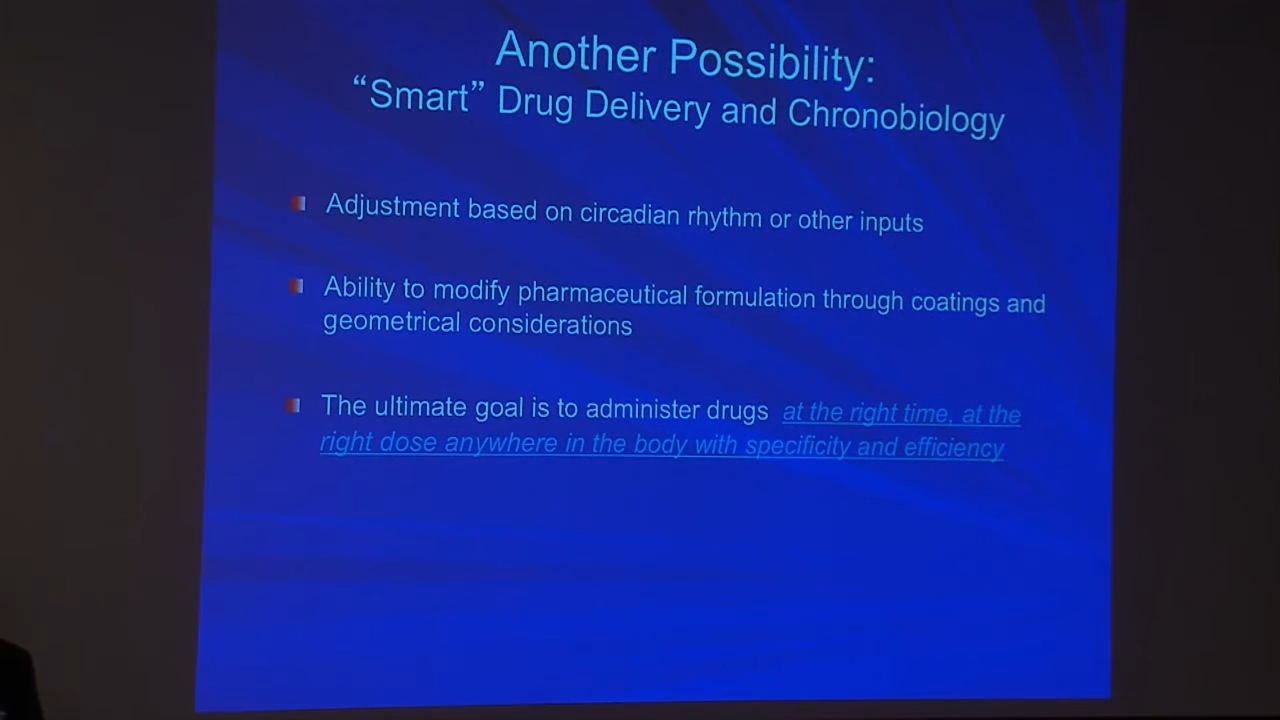 Another Possibility:
“Smart” Drug Delivery and Chronobiology
Adjustment based on circadian rhythm or other inputs
Ability to modify pharmaceutical formulation through coatings and
geometrical considerations
The ultimate goal is to administer drugs at the right time, at the
right dose anywhere in the body with specificity and efficiency